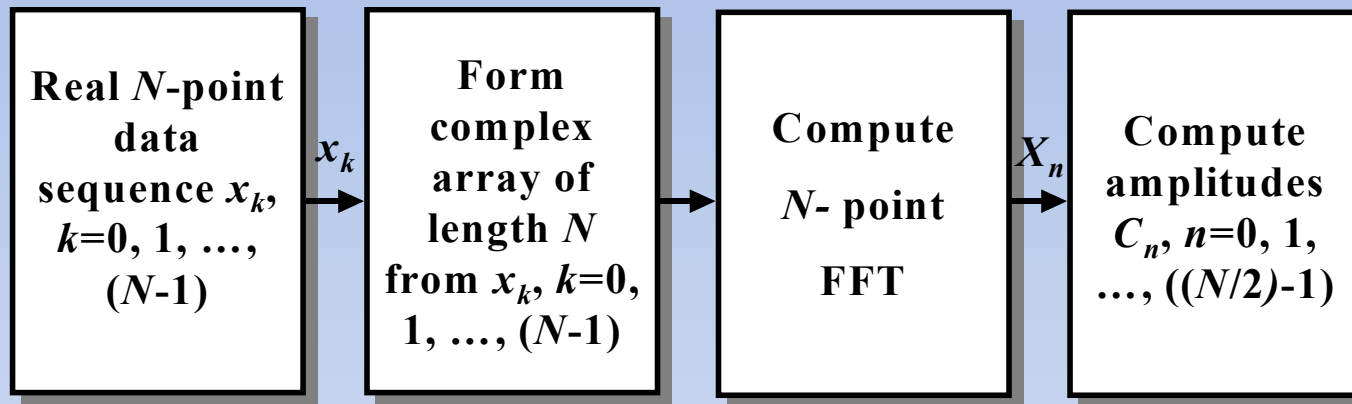 Real N-point
data
sequence xₖ,
k=0, 1, …,
(N-1)
xₖ
Form
complex
array of
length N
from xₖ, k=0,
1, …, (N-1)
Compute
N- point
FFT
Xₙ
Compute
amplitudes
Cₙ, n=0, 1,
…, ((N/2)-1)